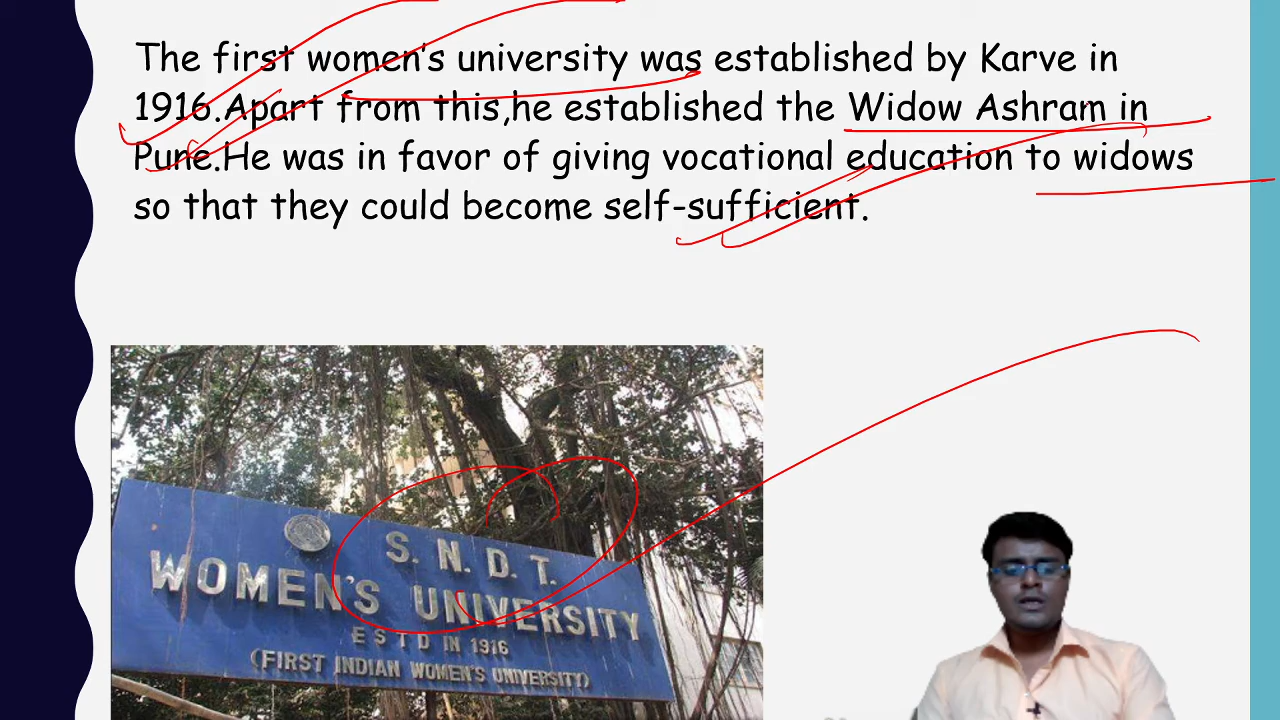 The first women's university was established by Karve in
1916.Apart from this,he established the Widow Ashram in
Pune.He was in favor of giving vocational education to widows
so that they could become self-sufficient.
S. N. D. T.
WOMEN'S UNIVERSITY
ESTD IN 1916
(FIRST INDIAN WOMEN'S UNIVERSITY)